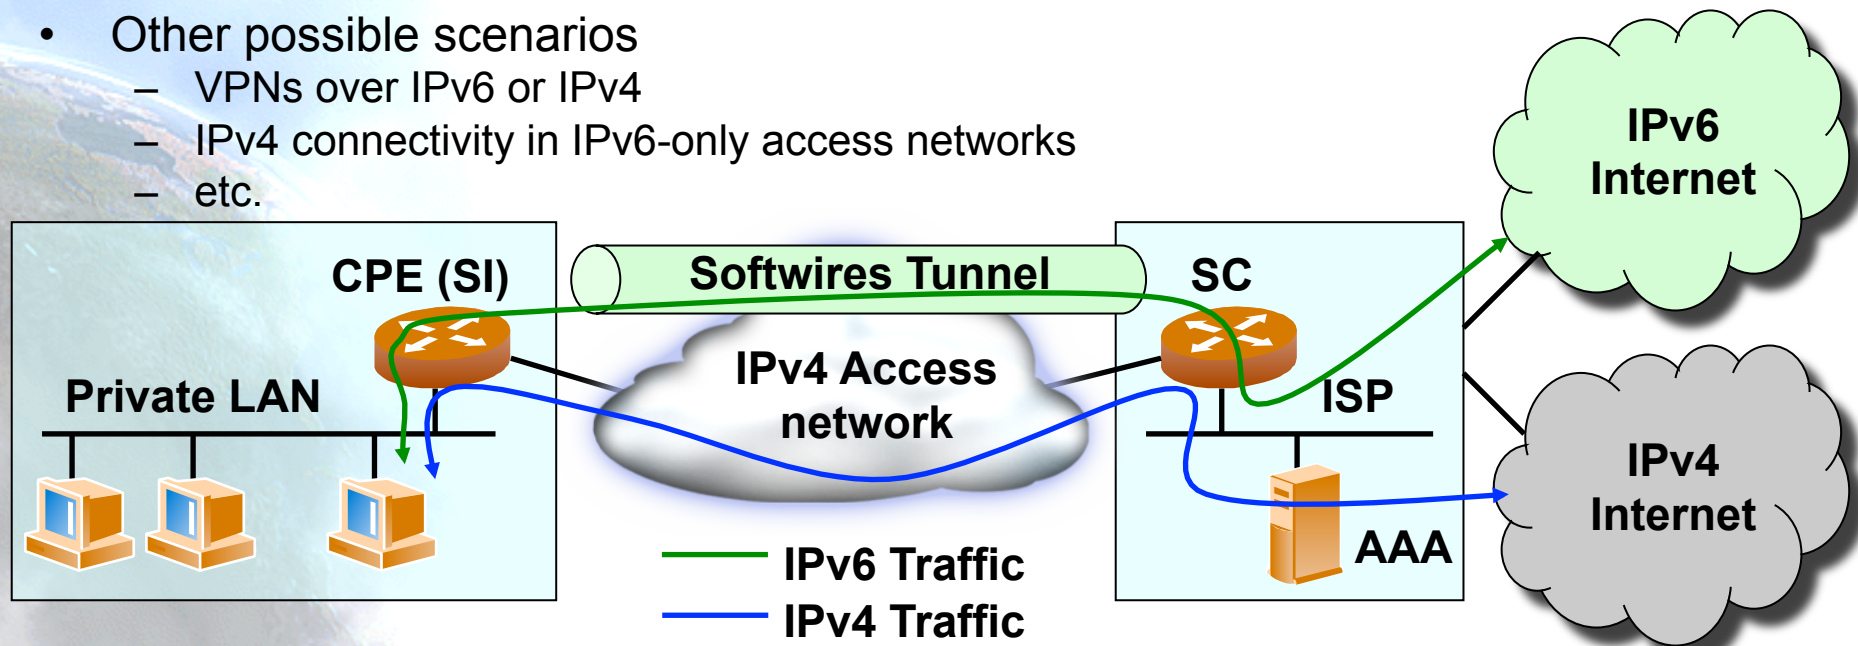 • Other possible scenarios
– VPNs over IPv6 or IPv4
– IPv4 connectivity in IPv6-only access networks
– etc.
IPv6
Internet
CPE (SI)
Softwires Tunnel
SC
Private LAN
IPv4 Access
network
ISP
IPv4
Internet
AAA
IPv6 Traffic
IPv4 Traffic